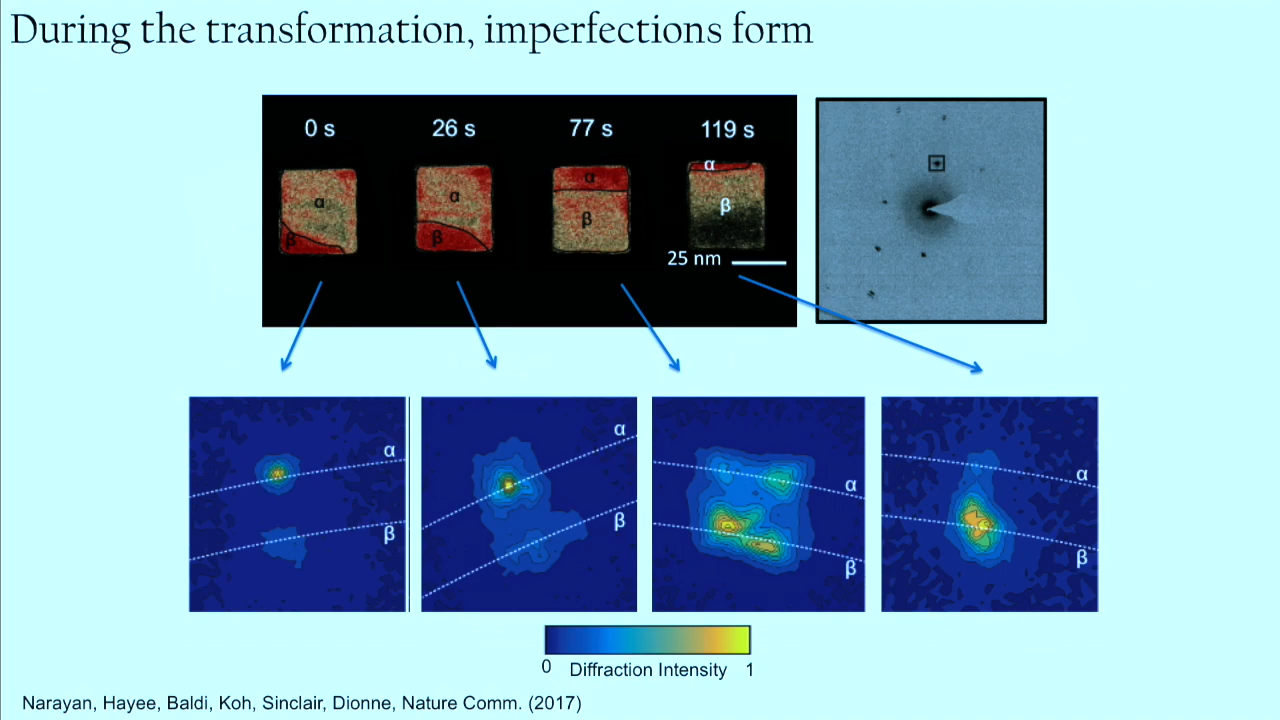 During the transformation, imperfections form
0 s 26 s 77 s 119 s
α α α α
β β β β
25 nm
α α α α
β β β β
0 Diffraction Intensity 1
Narayan, Hayee, Baldi, Koh, Sinclair, Dionne, Nature Comm. (2017)